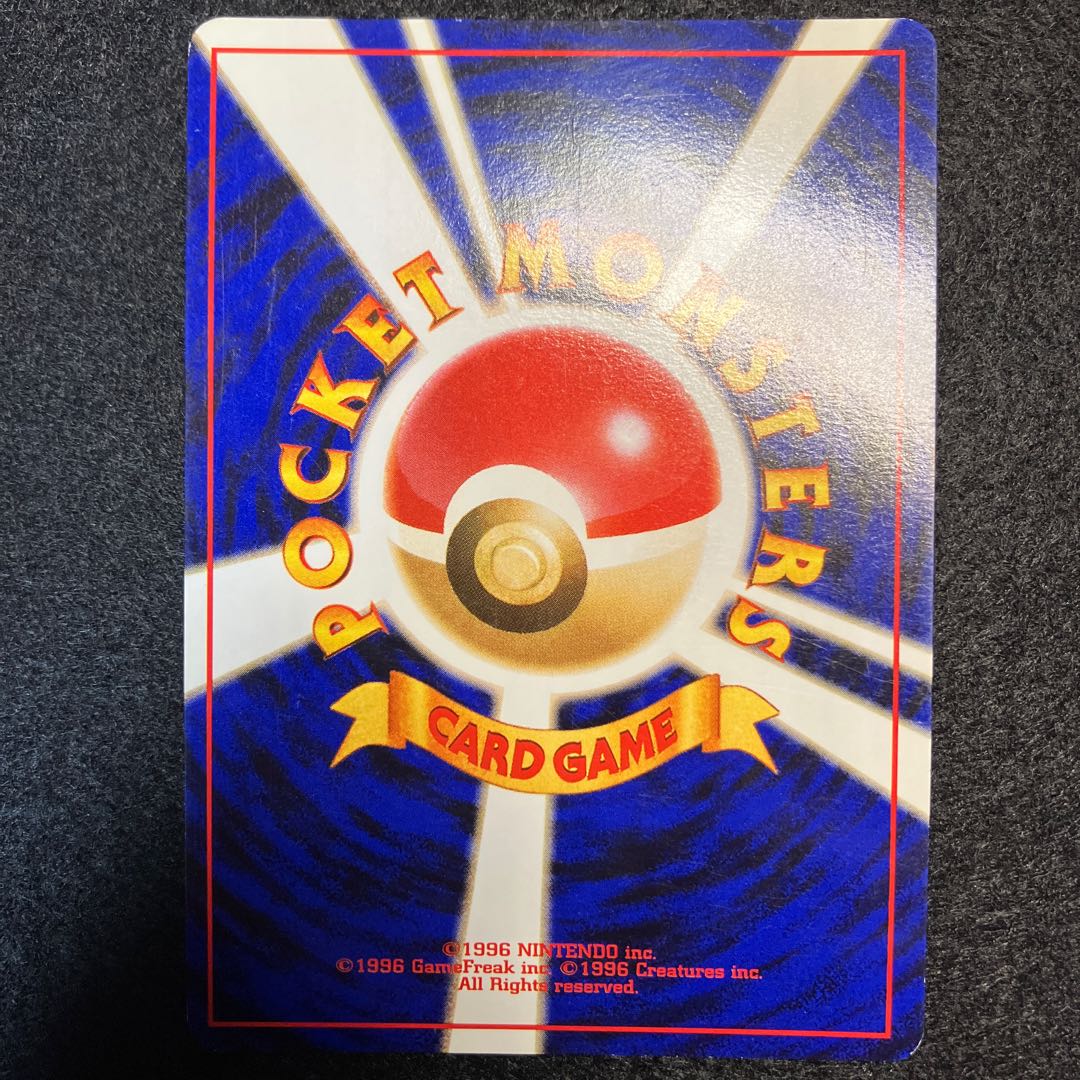 POCKET MONSTERS
CARD GAME
©1996 NINTENDO inc.
©1996 GameFreak inc. ©1996 Creatures inc.
All Rights reserved.